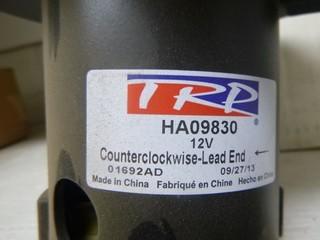 TRP®
HA09830
12V
Counterclockwise-Lead End ←
01692AD 09/27/13
Made in China Fabriqué en Chine Hecho en China